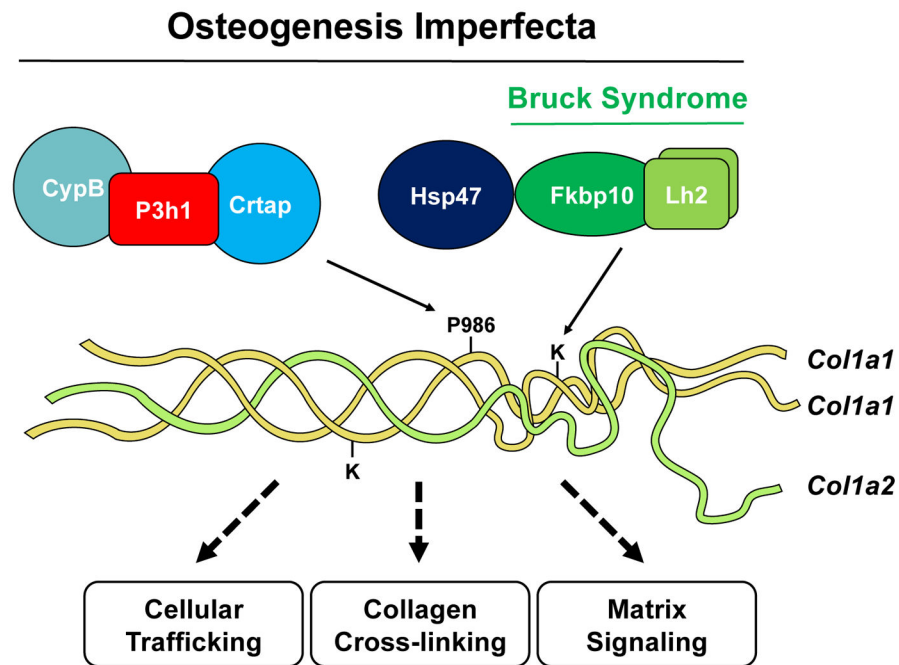 Osteogenesis Imperfecta
Bruck Syndrome
CypB
P3h1
Crtap
Hsp47
Fkbp10
Lh2
P986
K
K
Col1a1
Col1a1
Col1a2
Cellular
Trafficking
Collagen
Cross-linking
Matrix
Signaling